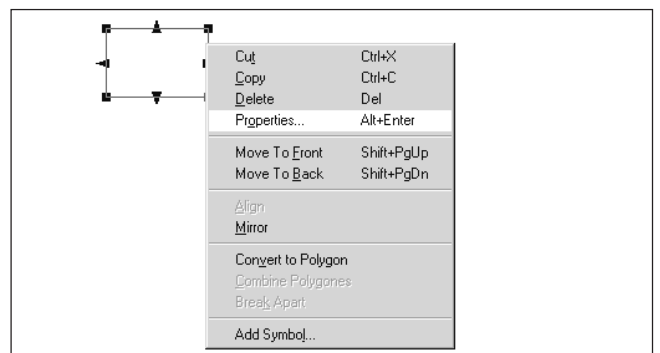 Cut Ctrl+X
Copy Ctrl+C
Delete Del
Properties... Alt+Enter
Move To Front Shift+PgUp
Move To Back Shift+PgDn
Align
Mirror
Convert to Polygon
Combine Polygones
Break Apart
Add Symbol...